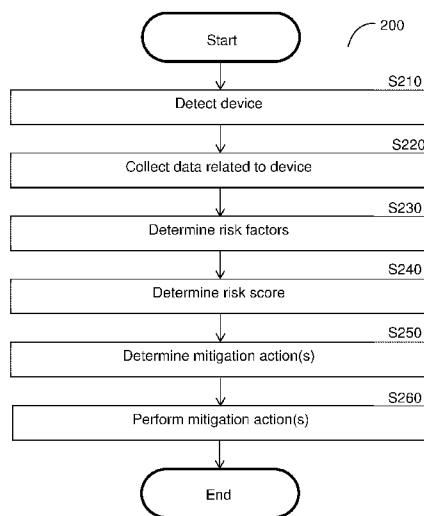 Start
200
S210
Detect device
S220
Collect data related to device
S230
Determine risk factors
S240
Determine risk score
S250
Determine mitigation action(s)
S260
Perform mitigation action(s)
End